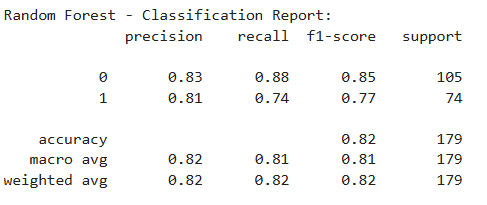 Random Forest - Classification Report:
precision recall f1-score support
0 0.83 0.88 0.85 105
1 0.81 0.74 0.77 74
accuracy 0.82 179
macro avg 0.82 0.81 0.81 179
weighted avg 0.82 0.82 0.82 179